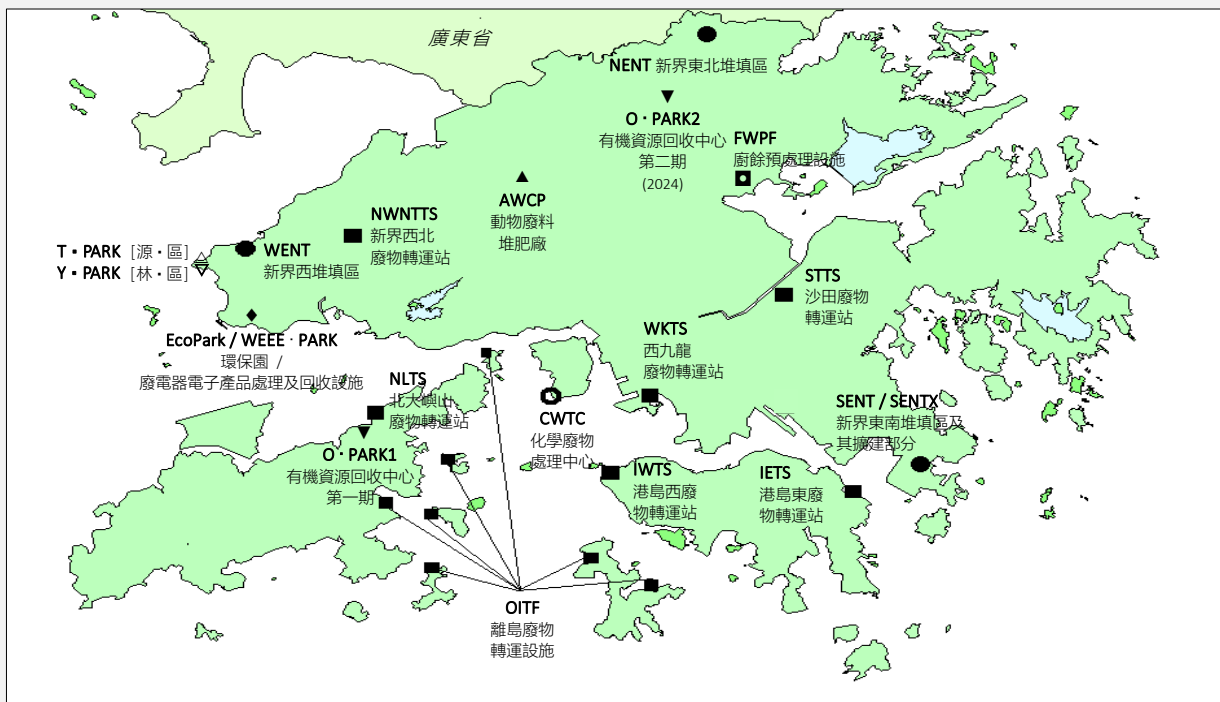 廣東省
NENT 新界東北堆填區
O · PARK2
有機資源回收中心
第二期
(2024)
FWPF
廚餘預處理設施
AWCP
動物廢料
堆肥廠
NWNTTS
新界西北
廢物轉運站
T · PARK [源 · 區]
Y · PARK [林 · 區]
WENT
新界西堆填區
STTS
沙田廢物
轉運站
EcoPark / WEEE · PARK
環保園 /
廢電器電子產品處理及回收設施
WKTS
西九龍
廢物轉運站
NLTS
北大嶼山
廢物轉運站
CWTC
化學廢物
處理中心
SENT / SENTX
新界東南堆填區及
其擴建部分
O · PARK1
有機資源回收中心
第一期
IWTS
港島西廢
物轉運站
IETS
港島東廢
物轉運站
OITF
離島廢物
轉運設施